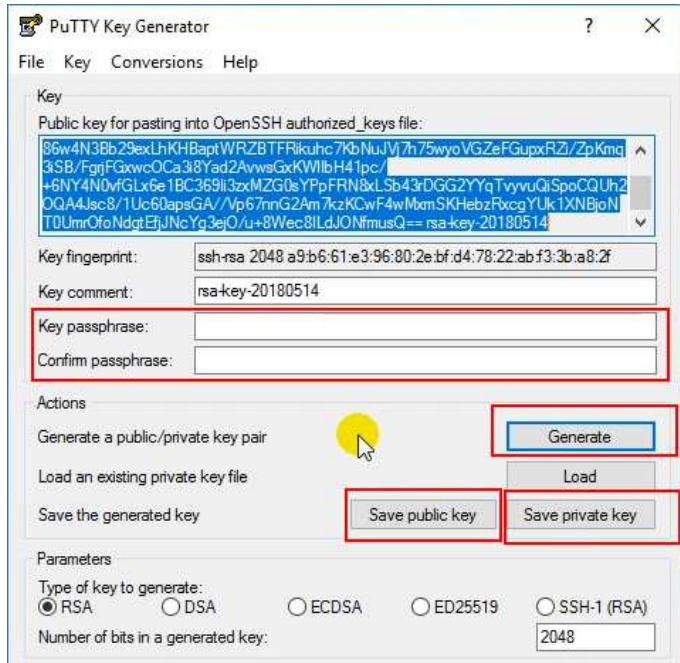 PuTTY Key Generator
File Key Conversions Help
Key
Public key for pasting into OpenSSH authorized_keys file:
86w4N3Bb29exLhKHBaptWRZBTFRikuhc7KbNuJVj7h75wyoVGZeFGupxRZi/ZpKmq
3iSB/FgrjFGxwcOCa3i8Yad2AvwsGxKWIlbH41pc/
+6NY4N0vfGLx6e1BC369li3zxMZG0sYPpFRN8xLSb43rDGG2YYqTvyvuQiSpoCQUh2
OQA4Jsc8/1Uc60apsGA//Vp67nnG2Am7kzKCwF4wMxmSKHebzRxcgYUk1XNBjoN
T0UmrOfoNdgtEfjJNcYg3ejO/u+8Wec8ILdJONfmusQ== rsa-key-20180514
Key fingerprint: ssh-rsa 2048 a9:b6:61:e3:96:80:2e:bf:d4:78:22:ab:f3:3b:a8:2f
Key comment: rsa-key-20180514
Key passphrase:
Confirm passphrase:
Actions
Generate a public/private key pair Generate
Load an existing private key file Load
Save the generated key Save public key Save private key
Parameters
Type of key to generate:
RSA DSA ECDSA ED25519 SSH-1 (RSA)
Number of bits in a generated key: 2048